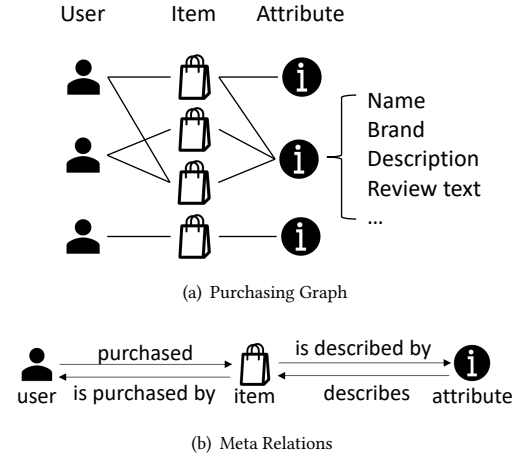 User Item Attribute
Name
Brand
Description
Review text
...
(a) Purchasing Graph
purchased is described by
is purchased by describes
user item attribute
(b) Meta Relations